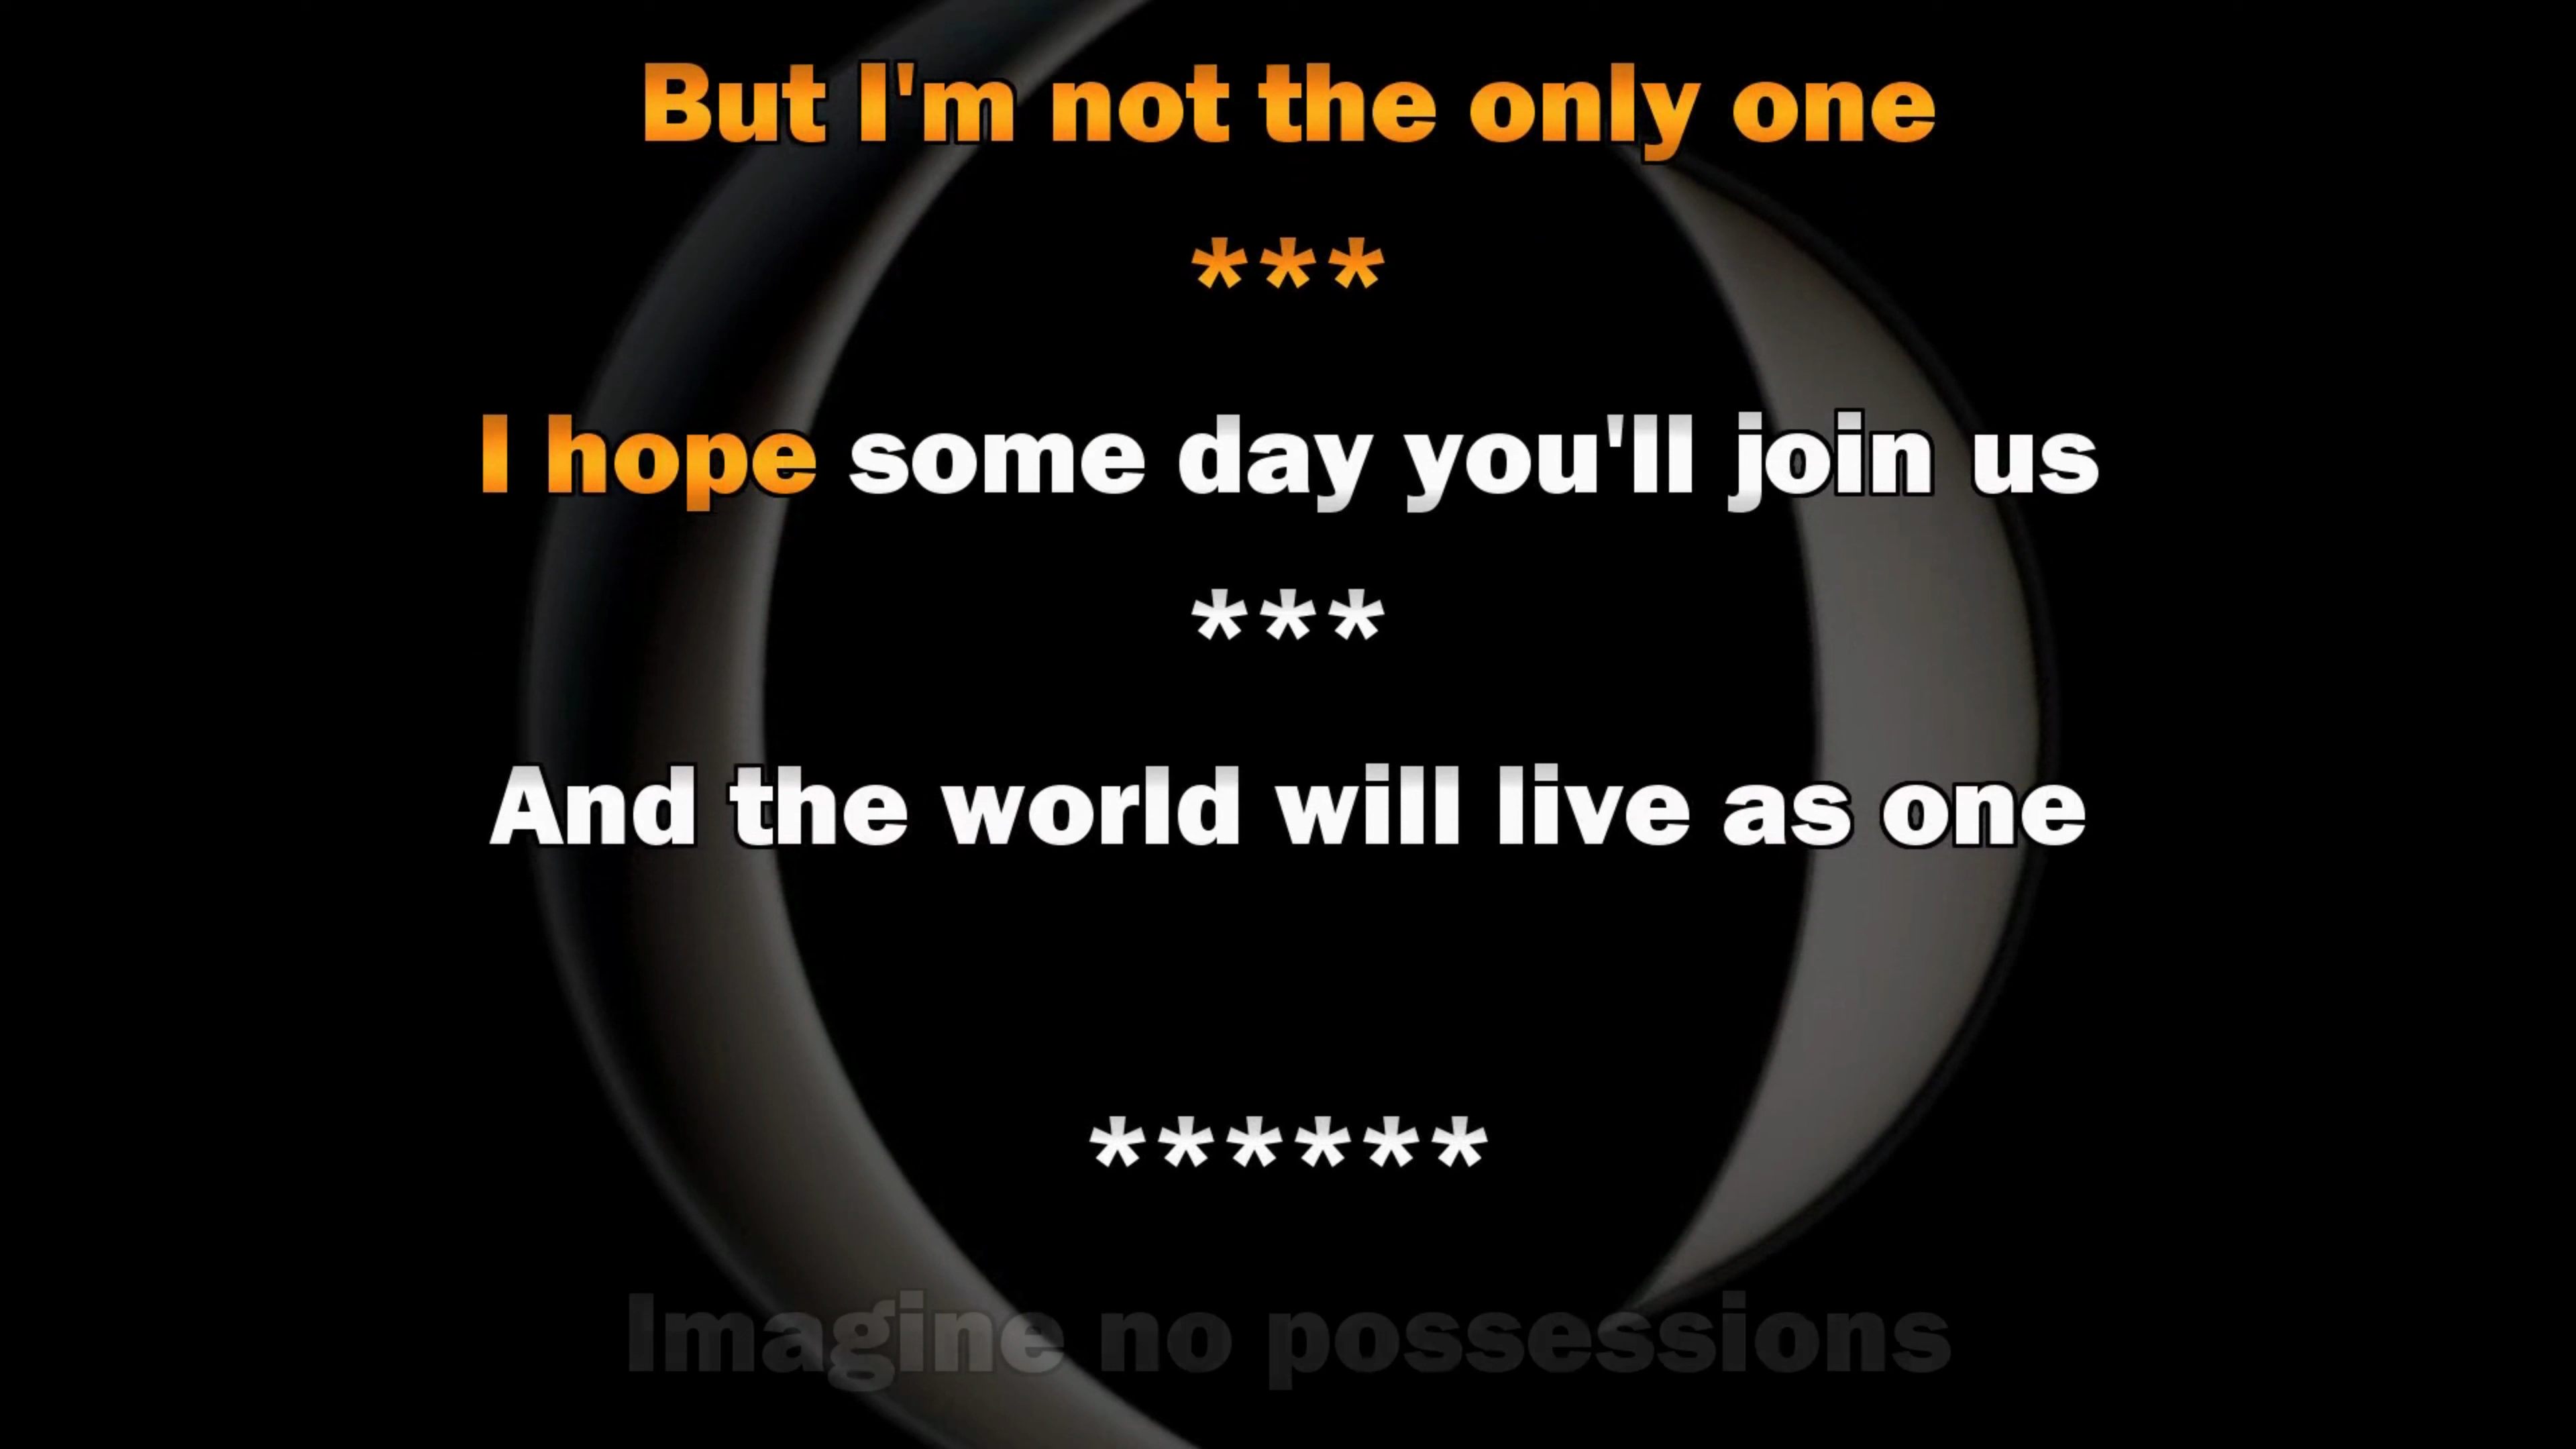 But I'm not the only one
***
I hope some day you'll join us
***
And the world will live as one
******
Imagine no possessions